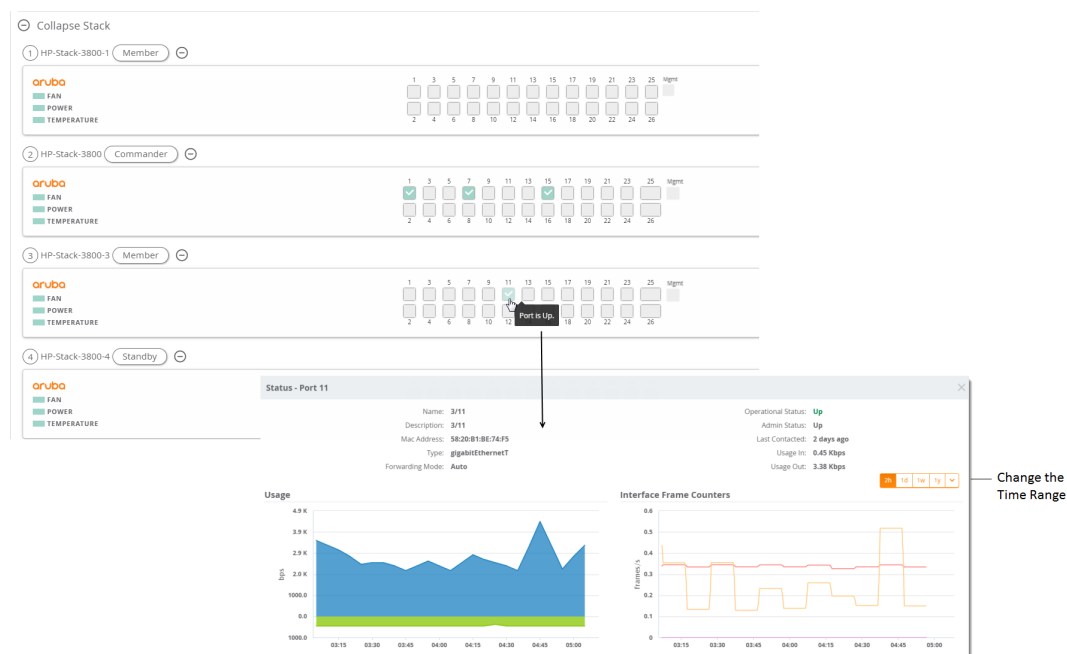 Collapse Stack
1 HP-Stack-3800-1 Member
aruba
FAN
POWER
TEMPERATURE
1 3 5 7 9 11 13 15 17 19 21 23 25 Mgmt
2 4 6 8 10 12 14 16 18 20 22 24 26
2 HP-Stack-3800 Commander
aruba
FAN
POWER
TEMPERATURE
1 3 5 7 9 11 13 15 17 19 21 23 25 Mgmt
2 4 6 8 10 12 14 16 18 20 22 24 26
3 HP-Stack-3800-3 Member
aruba
FAN
POWER
TEMPERATURE
1 3 5 7 9 11 13 15 17 19 21 23 25 Mgmt
Port is Up.
2 4 6 8 10 12 18 20 22 24 26
4 HP-Stack-3800-4 Standby
aruba
FAN
POWER
TEMPERATURE
Status - Port 11
Name: 3/11
Description: 3/11
Mac Address: 58:20:B1:BE:74:F5
Type: gigabitEthernetT
Forwarding Mode: Auto
Operational Status: Up
Admin Status: Up
Last Contacted: 2 days ago
Usage In: 0.45 Kbps
Usage Out: 3.38 Kbps
2h 1d 1w 1y
Change the
Time Range
Usage
4.9 K
3.9 K
2.9 K
2.0 K
1000.0
0.0
1000.0
bps
03:15 03:30 03:45 04:00 04:15 04:30 04:45 05:00
Interface Frame Counters
0.6
0.5
0.4
0.3
0.2
0.1
0
frames/s
03:15 03:30 03:45 04:00 04:15 04:30 04:45 05:00